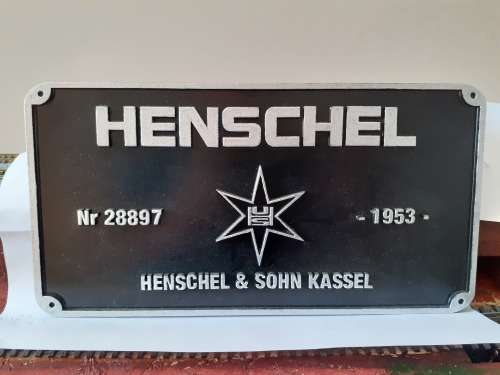 HENSCHEL
Nr 28897
- 1953 -
HENSCHEL & SOHN KASSEL